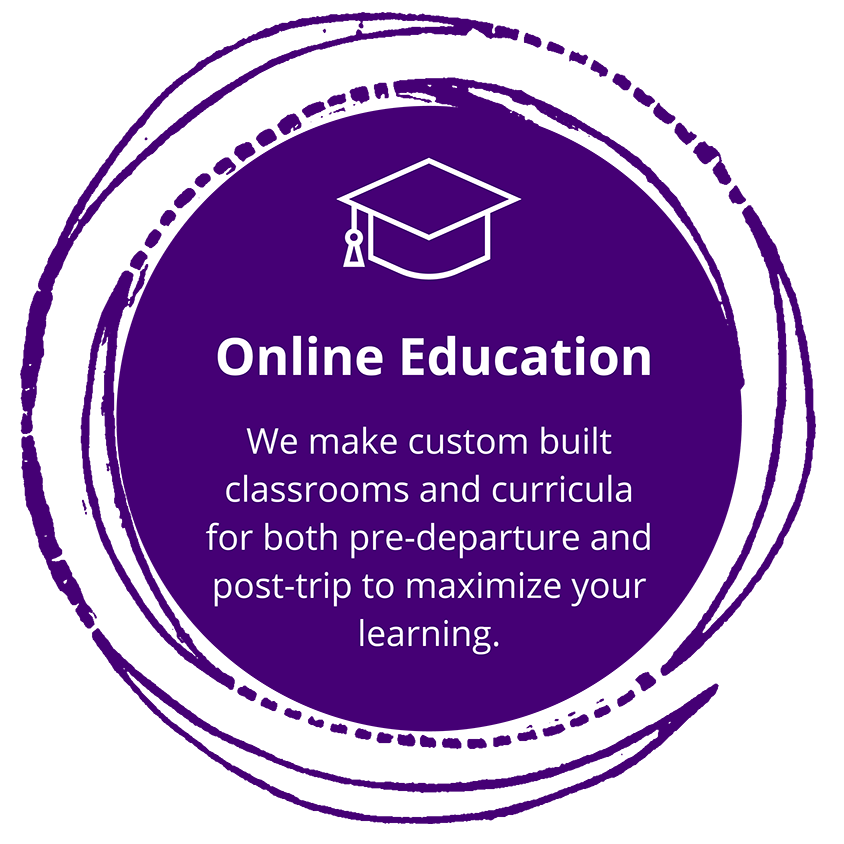 Online Education
We make custom built
classrooms and curricula
for both pre-departure and
post-trip to maximize your
learning.